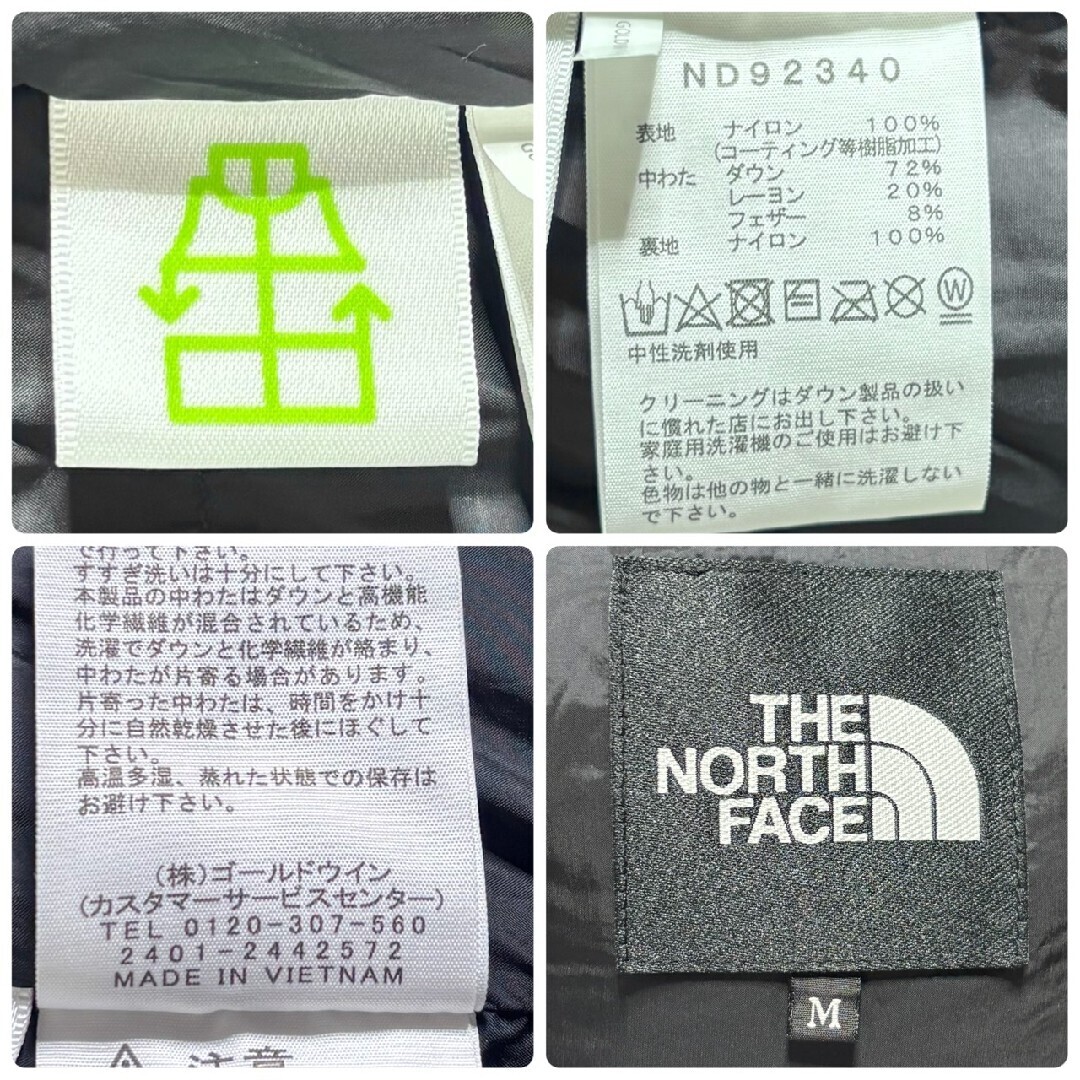 GOLD
ND92340
表地 ナイロン 100%
(コーティング等樹脂加工)
中わた ダウン 72%
レーヨン 20%
フェザー 8%
裏地 ナイロン 100%
W
中性洗剤使用
クリーニングはダウン製品の扱い
に慣れた店にお出し下さい。
家庭用洗濯機のご使用はお避け下
さい。
色物は他の物と一緒に洗濯しない
で下さい。
で行って下さい。
すすぎ洗いは十分にして下さい。
本製品の中わたはダウンと高機能
化学繊維が混合されているため、
洗濯でダウンと化学繊維が絡まり、
中わたが片寄る場合があります。
片寄った中わたは、時間をかけ十
分に自然乾燥させた後にほぐして
下さい。
高温多湿、蒸れた状態での保存は
お避け下さい。
(株)ゴールドウイン
(カスタマーサービスセンター)
TEL 0120-307-560
2401-2442572
MADE IN VIETNAM
注意
THE
NORTH
FACE
M